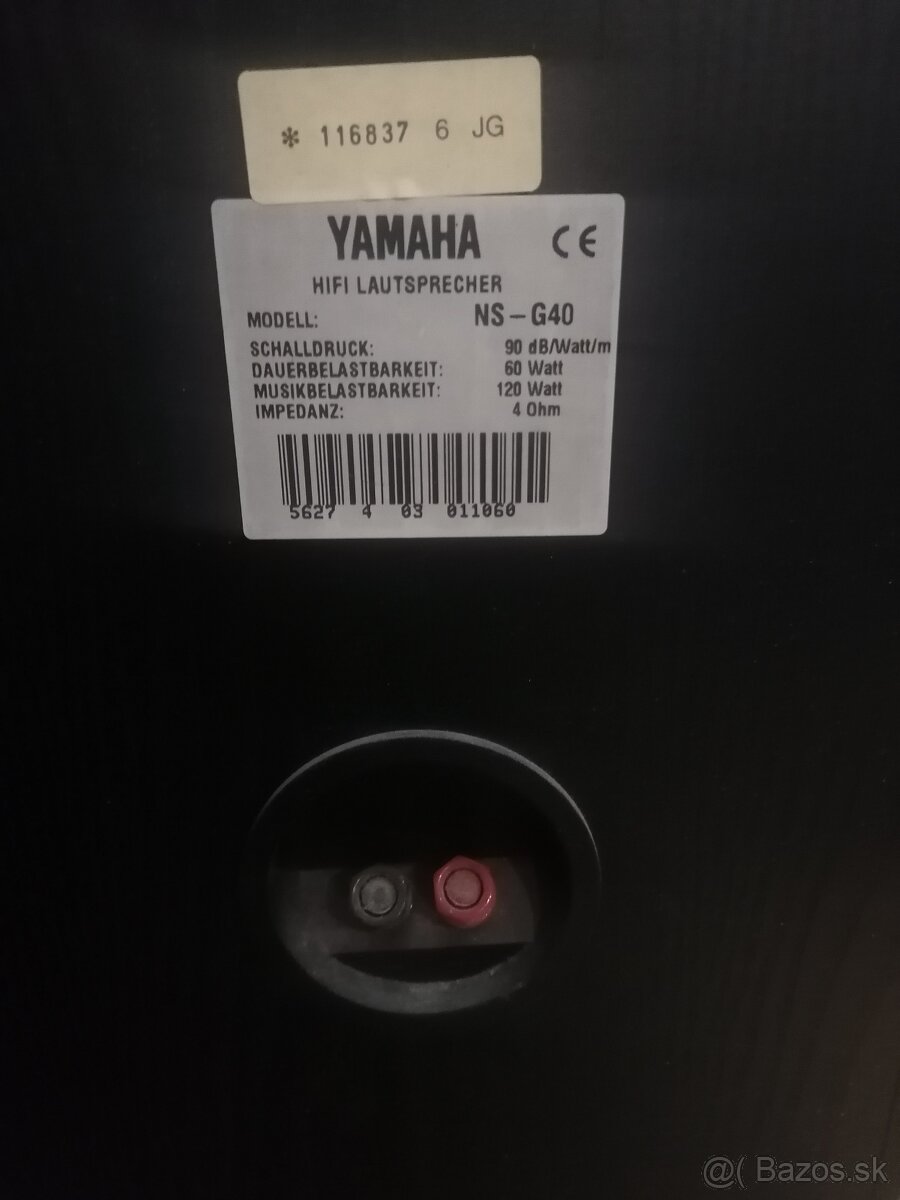 * 116837 6 JG
YAMAHA CE
HIFI LAUTSPRECHER
MODELL: NS-G40
SCHALLDRUCK: 90 dB/Watt/m
DAUERBELASTBARKEIT: 60 Watt
MUSIKBELASTBARKEIT: 120 Watt
IMPEDANZ: 4 Ohm
5627 4 03 011060
@( Bazos.sk